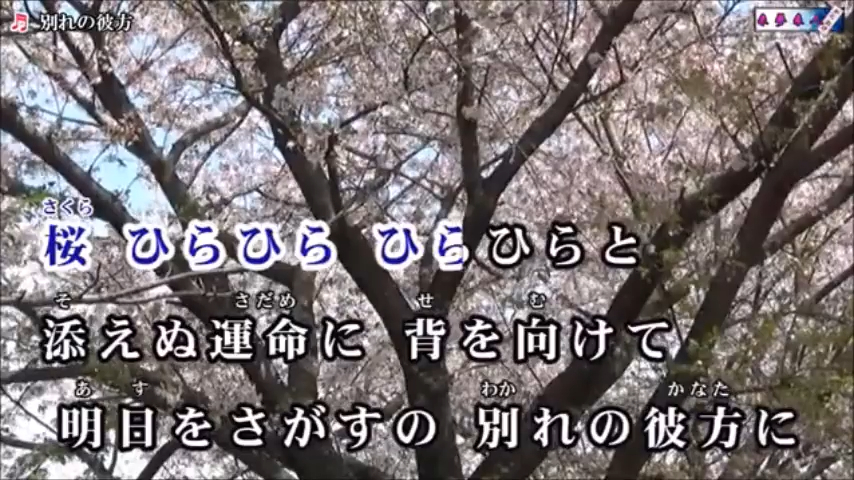 別れの彼方
さくら
桜 ひらひら ひらひらと
そ さだめ せ む
添えぬ運命に 背を向けて
あ す わか かなた
明日をさがすの 別れの彼方に